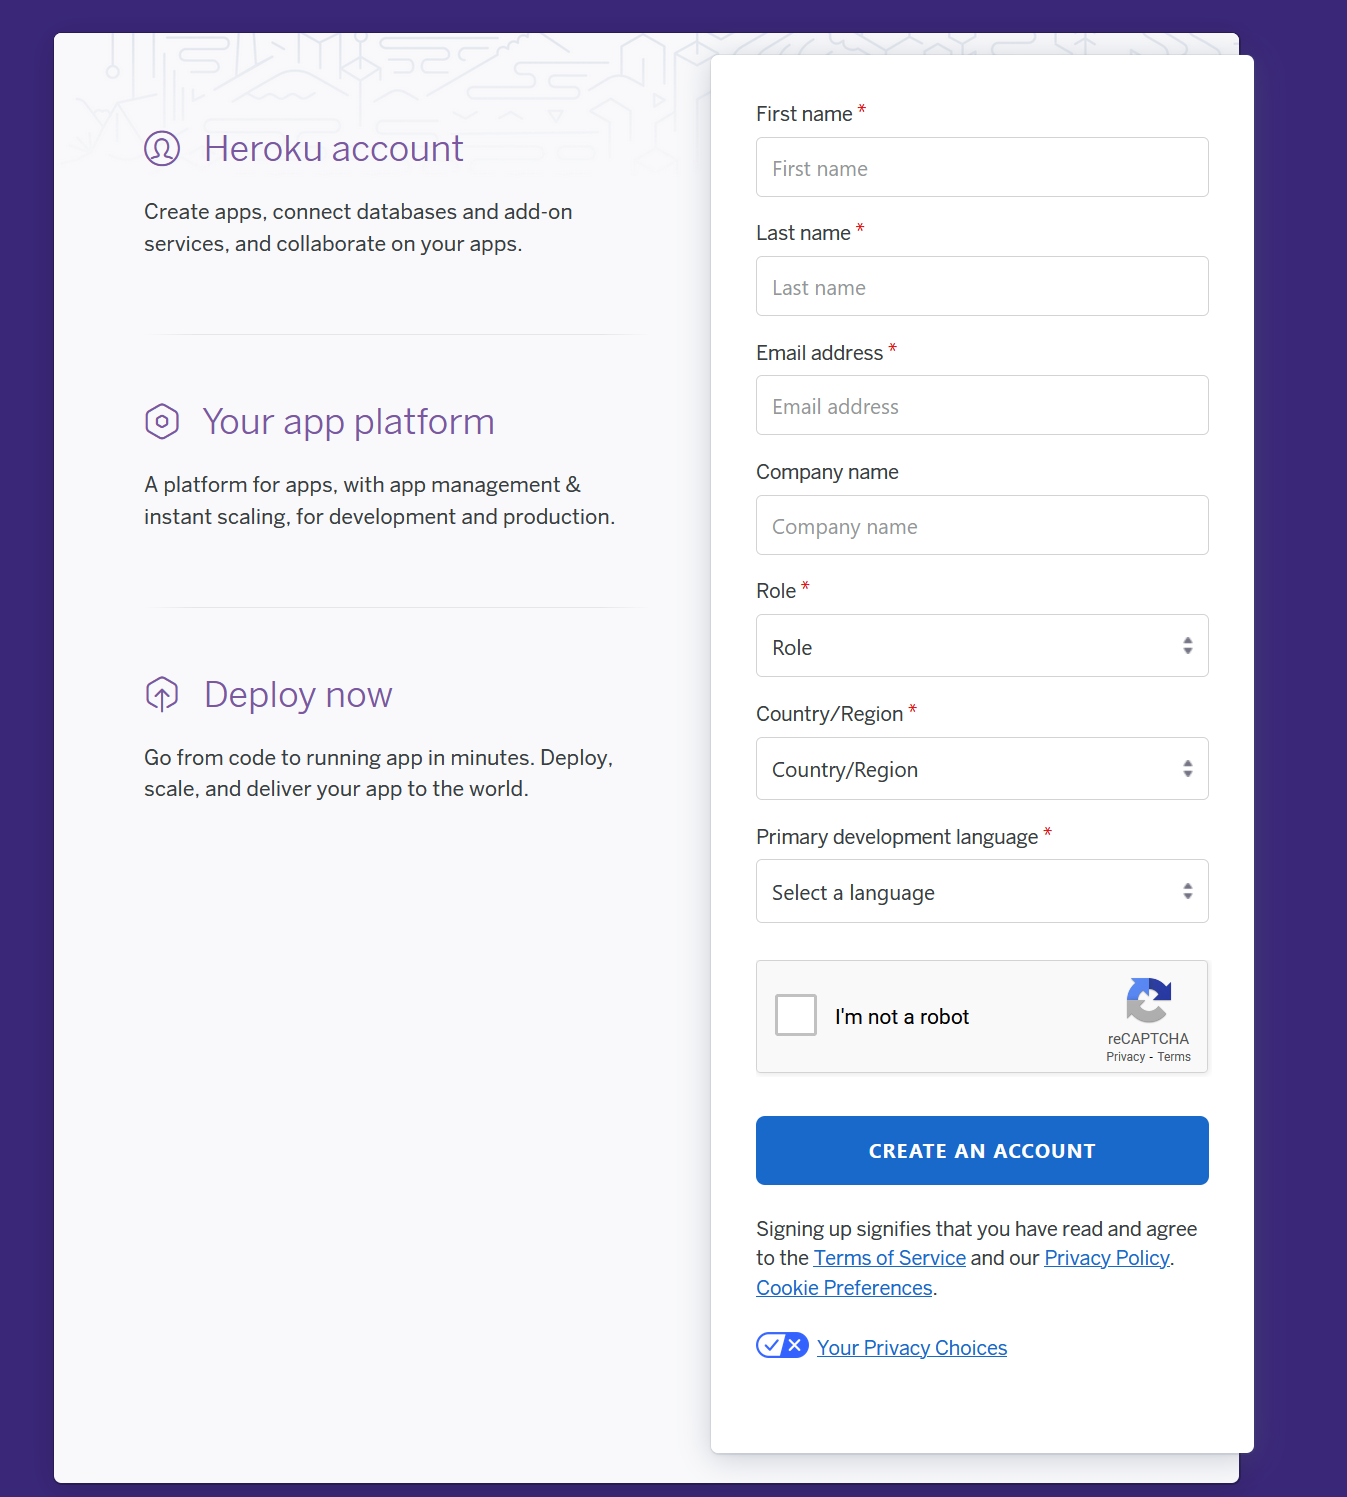 Heroku account
Create apps, connect databases and add-on
services, and collaborate on your apps.
Your app platform
A platform for apps, with app management &
instant scaling, for development and production.
Deploy now
Go from code to running app in minutes. Deploy,
scale, and deliver your app to the world.
First name *
First name
Last name *
Last name
Email address *
Email address
Company name
Company name
Role *
Role
Country/Region *
Country/Region
Primary development language *
Select a language
I'm not a robot
reCAPTCHA
Privacy - Terms
CREATE AN ACCOUNT
Signing up signifies that you have read and agree
to the Terms of Service and our Privacy Policy.
Cookie Preferences.
Your Privacy Choices